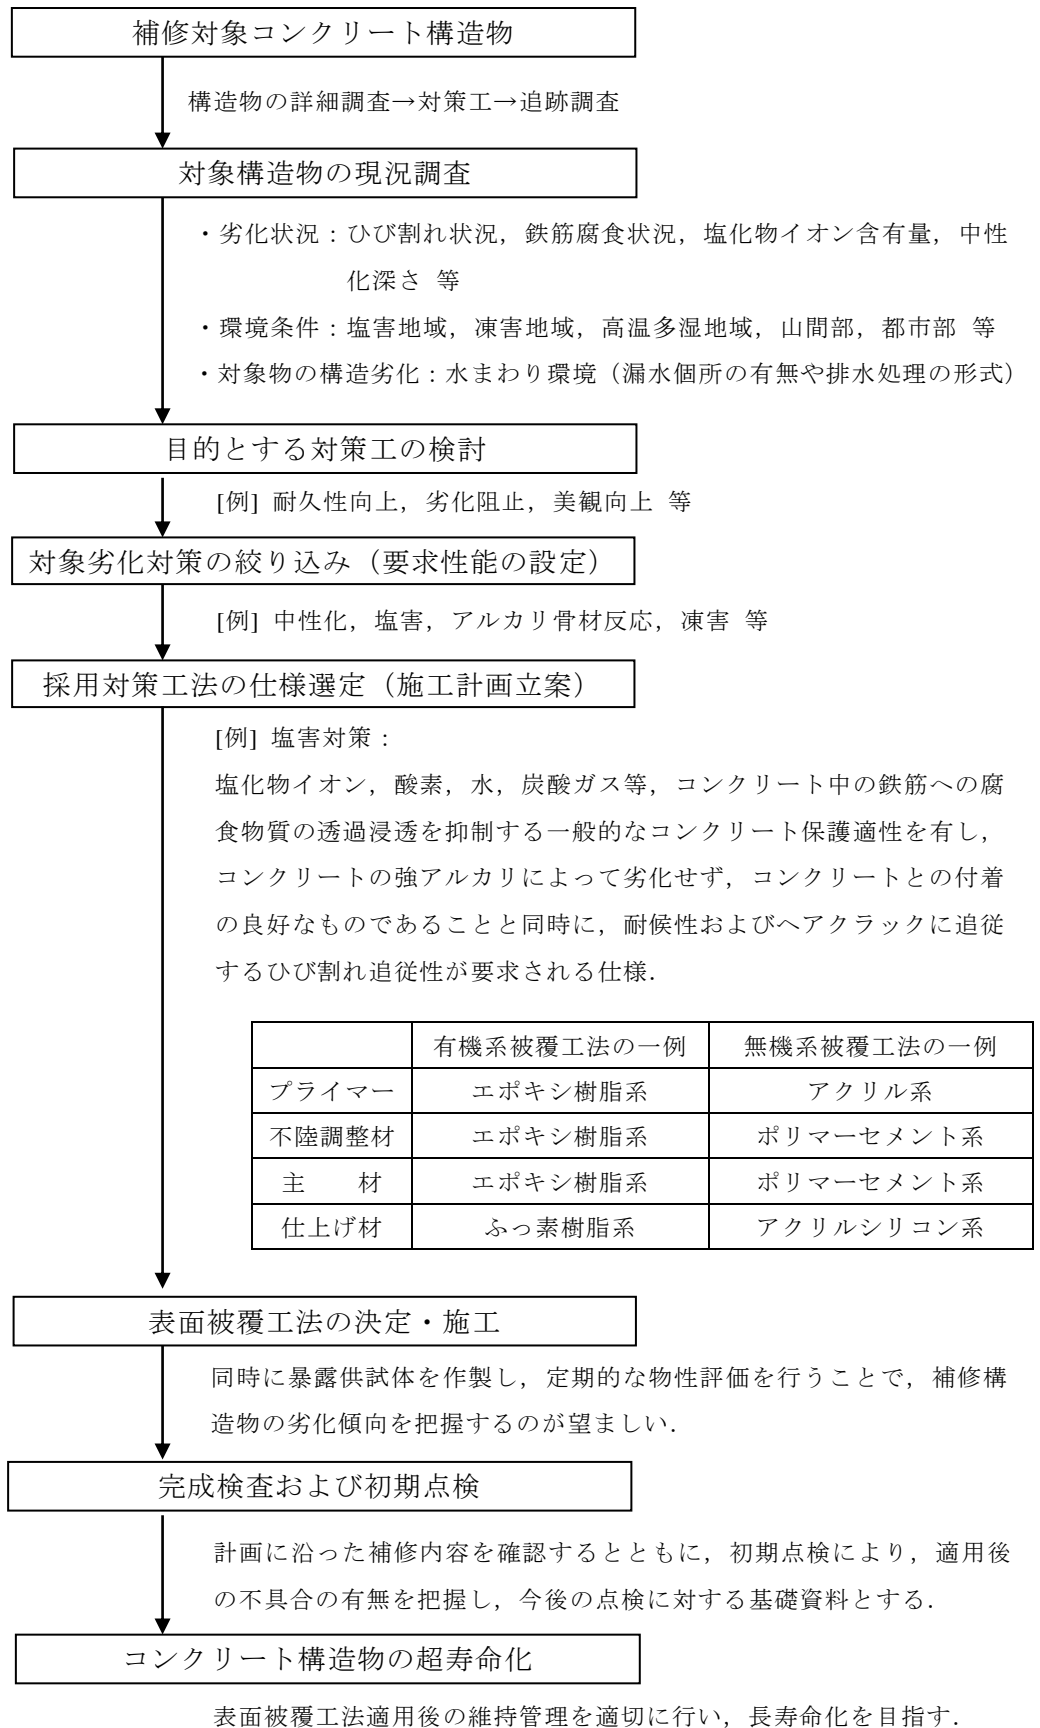 補修対象コンクリート構造物
構造物の詳細調査→対策工→追跡調査
対象構造物の現況調査
・劣化状況：ひび割れ状況，鉄筋腐食状況，塩化物イオン含有量，中性
化深さ 等
・環境条件：塩害地域，凍害地域，高温多湿地域，山間部，都市部 等
・対象物の構造劣化：水まわり環境（漏水個所の有無や排水処理の形式）
目的とする対策工の検討
[例] 耐久性向上，劣化阻止，美観向上 等
対象劣化対策の絞り込み（要求性能の設定）
[例] 中性化，塩害，アルカリ骨材反応，凍害 等
採用対策工法の仕様選定（施工計画立案）
[例] 塩害対策：
塩化物イオン，酸素，水，炭酸ガス等，コンクリート中の鉄筋への腐
食物質の透過浸透を抑制する一般的なコンクリート保護適性を有し，
コンクリートの強アルカリによって劣化せず，コンクリートとの付着
の良好なものであることと同時に，耐候性およびヘアクラックに追従
するひび割れ追従性が要求される仕様．
有機系被覆工法の一例 無機系被覆工法の一例
プライマー エポキシ樹脂系 アクリル系
不陸調整材 エポキシ樹脂系 ポリマーセメント系
主　材 エポキシ樹脂系 ポリマーセメント系
仕上げ材 ふっ素樹脂系 アクリルシリコン系
表面被覆工法の決定・施工
同時に暴露供試体を作製し，定期的な物性評価を行うことで，補修構
造物の劣化傾向を把握するのが望ましい．
完成検査および初期点検
計画に沿った補修内容を確認するとともに，初期点検により，適用後
の不具合の有無を把握し，今後の点検に対する基礎資料とする．
コンクリート構造物の超寿命化
表面被覆工法適用後の維持管理を適切に行い，長寿命化を目指す．